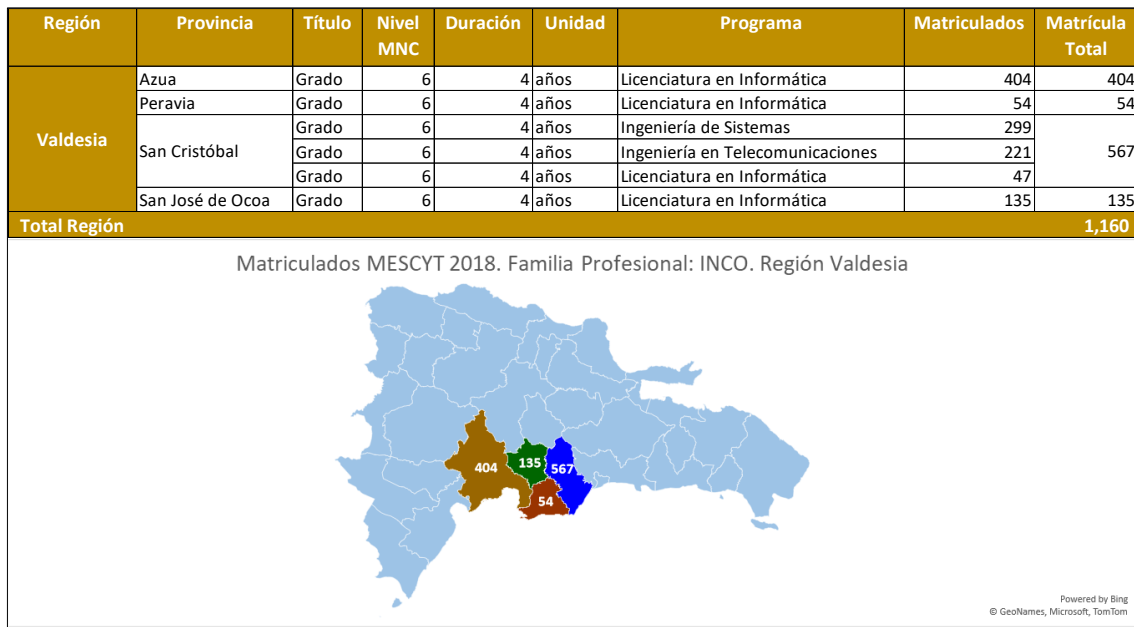 Región Provincia Título Nivel MNC Duración Unidad Programa Matriculados Matrícula Total
Valdesia
Azua Grado 6 4 años Licenciatura en Informática 404 404
Peravia Grado 6 4 años Licenciatura en Informática 54 54
San Cristóbal Grado 6 4 años Ingeniería de Sistemas 299 567
Grado 6 4 años Ingeniería en Telecomunicaciones 221
Grado 6 4 años Licenciatura en Informática 47
San José de Ocoa Grado 6 4 años Licenciatura en Informática 135 135
Total Región 1,160
Matriculados MESCYT 2018. Familia Profesional: INCO. Región Valdesia
404 135 567
54
Powered by Bing
© GeoNames, Microsoft, TomTom